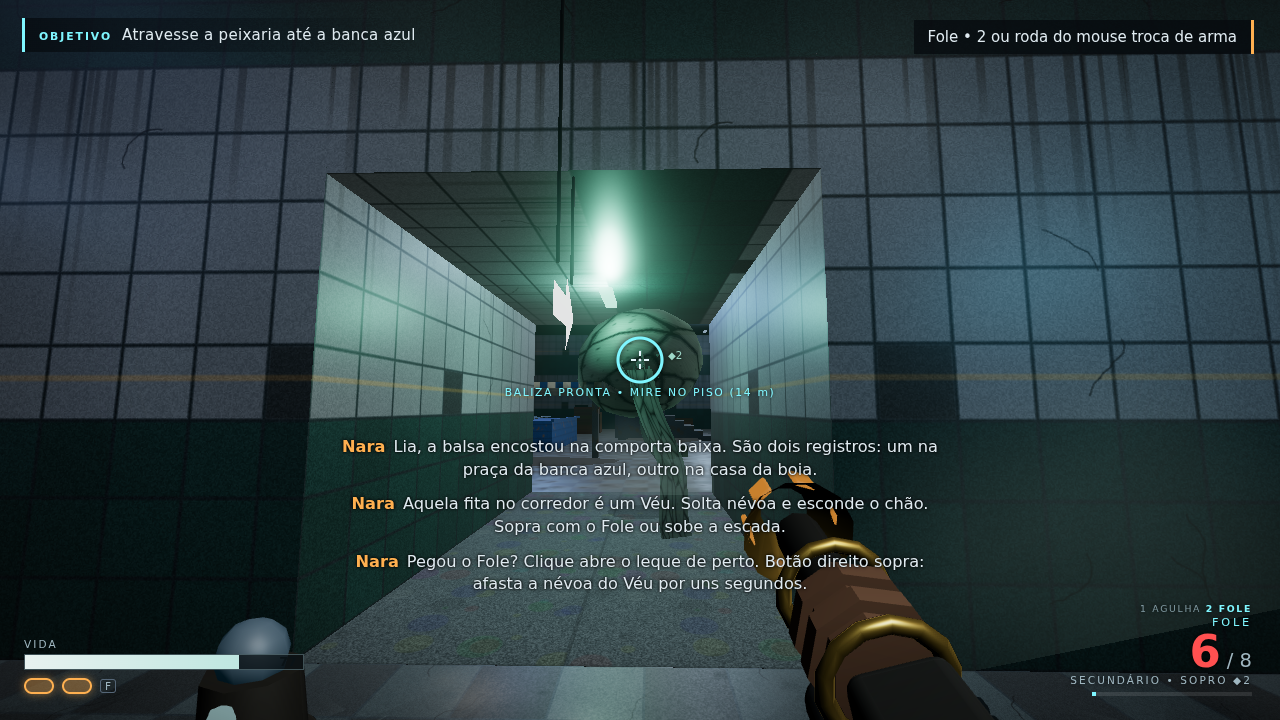 OBJETIVO Atravesse a peixaria até a banca azul
Fole • 2 ou roda do mouse troca de arma
◆2
BALIZA PRONTA • MIRE NO PISO (14 m)
Nara Lia, a balsa encostou na comporta baixa. São dois registros: um na
praça da banca azul, outro na casa da boia.
Nara Aquela fita no corredor é um Véu. Solta névoa e esconde o chão.
Sopra com o Fole ou sobe a escada.
Nara Pegou o Fole? Clique abre o leque de perto. Botão direito sopra:
afasta a névoa do Véu por uns segundos.
VIDA
F
1 AGULHA 2 FOLE
FOLE
6 / 8
SECUNDÁRIO • SOPRO ◆2